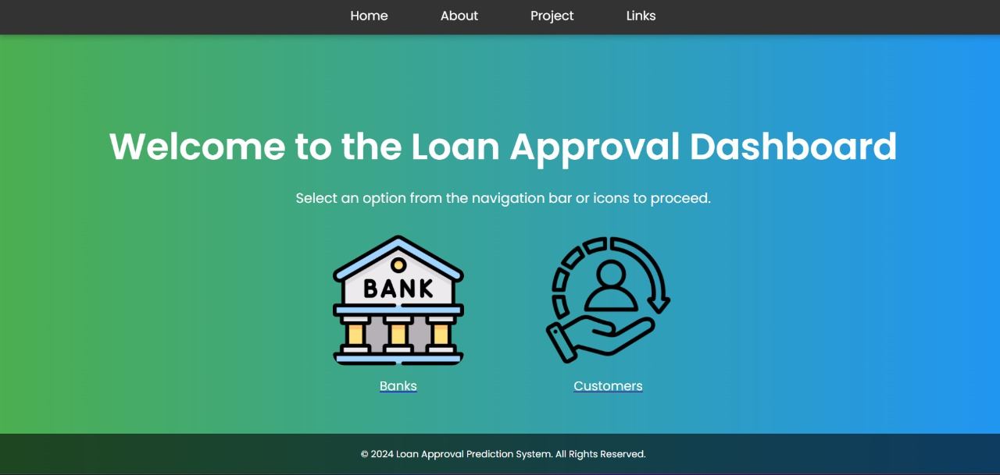 Home About Project Links
Welcome to the Loan Approval Dashboard
Select an option from the navigation bar or icons to proceed.
BANK
Banks Customers
© 2024 Loan Approval Prediction System. All Rights Reserved.